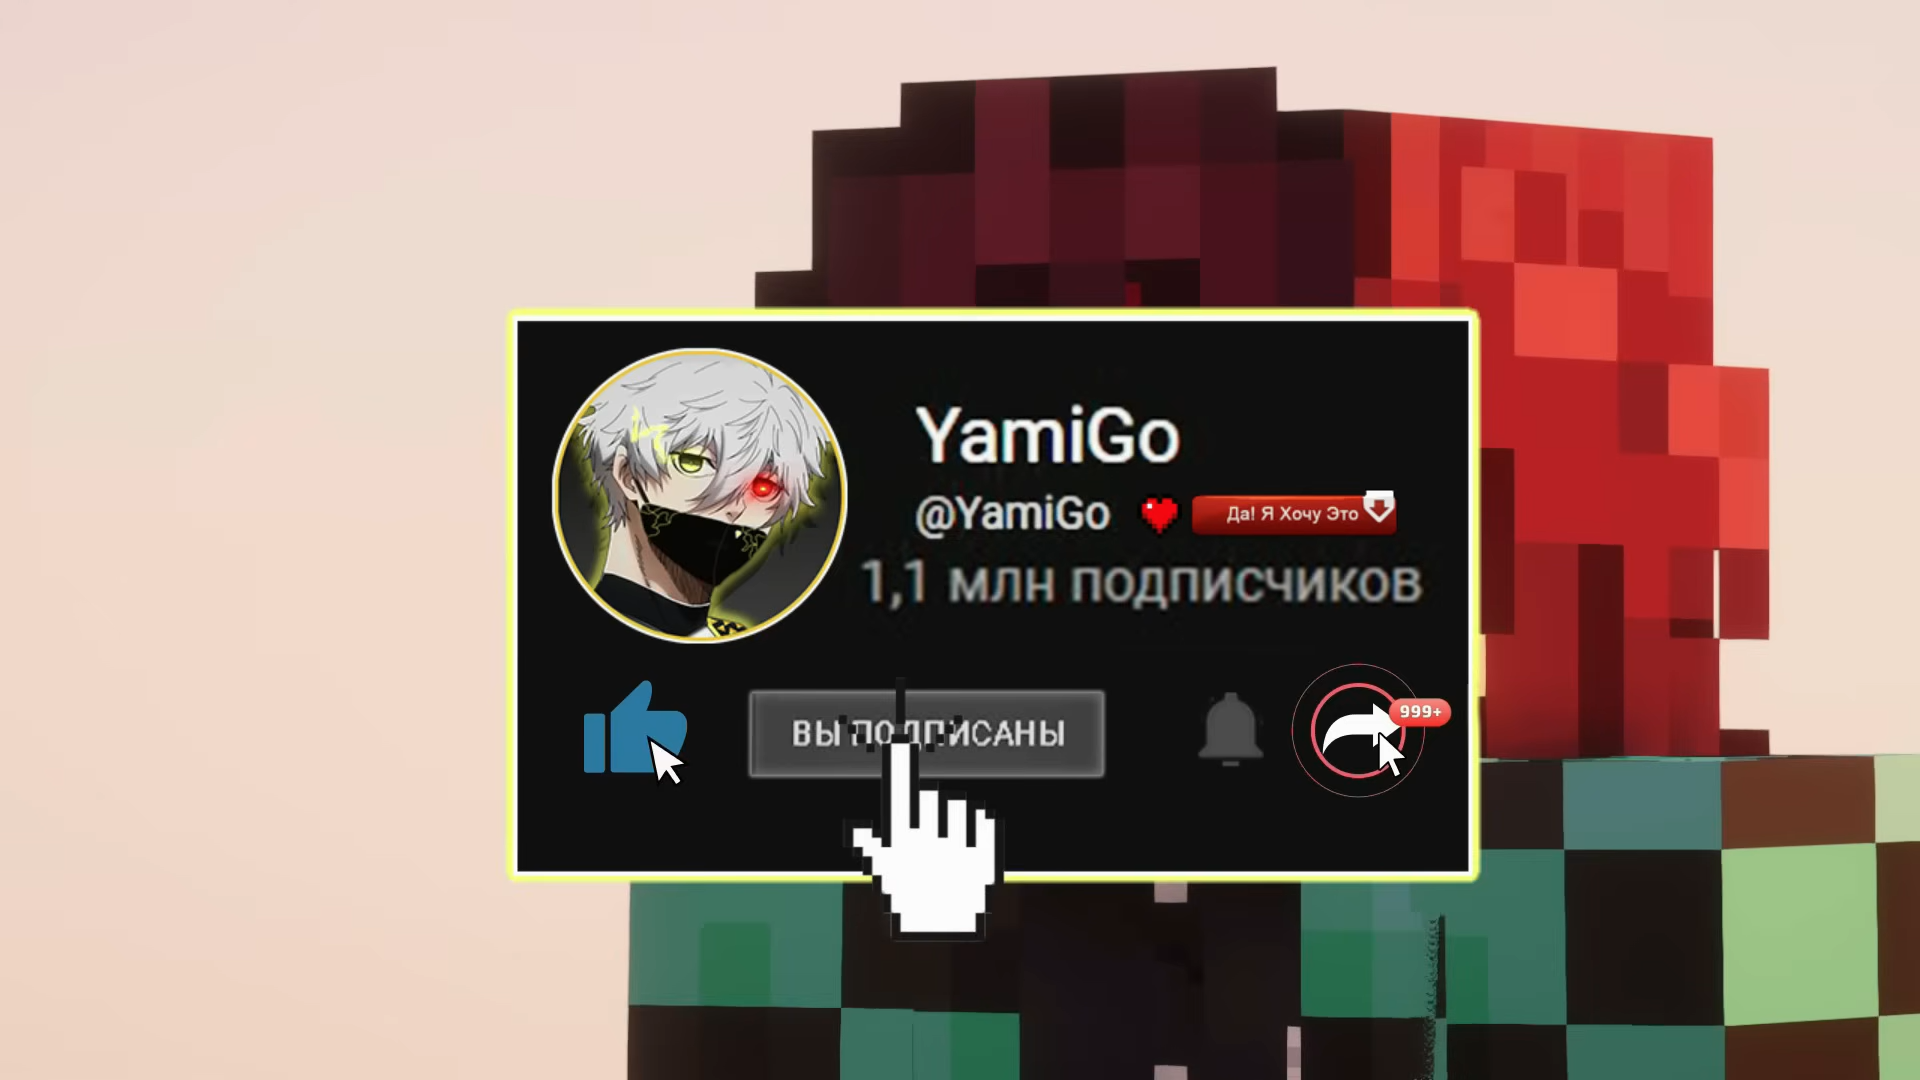 YamiGo
@YamiGo
Да! Я Хочу Это
1,1 млн подписчиков
ВЫ ПОДПИСАНЫ
999+